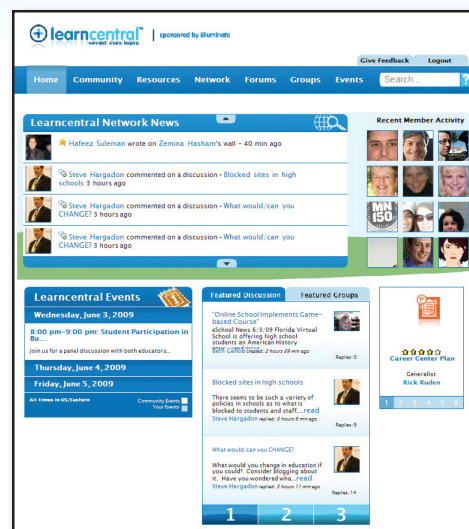 learncentral™ sponsored by Elluminate
connect. share. inspire.
Give Feedback Logout
Home Community Resources Network Forums Groups Events Search... ?
Learncentral Network News
Recent Member Activity
Hafeez Suleman wrote on Zemina Hasham's wall - 40 min ago
Steve Hargadon commented on a discussion - Blocked sites in high
schools 3 hours ago
Steve Hargadon commented on a discussion - What would/can you
CHANGE? 3 hours ago
Steve Hargadon commented on a discussion - What would/can you
CHANGE? 3 hours ago
MN
150
Learncentral Events
Wednesday, June 3, 2009
8:00 pm-9:00 pm: Student Participation in
Bu...
Join us for a panel discussion with both educators...
Thursday, June 4, 2009
Friday, June 5, 2009
All times in US/Eastern Community Events
Your Events
Featured Discussion Featured Groups
"Online School Implements Game-
based Course"
eSchool News 6/3/09 Florida Virtual
School is offering high school
students an American History
created: 2 hours 39 min ago
Replies: 0
Blocked sites in high schools
There seems to be such a variety of
policies in schools as to what is
blocked to students and staff....read
Steve Hargadon replied: 2 hours 6 min ago
Replies: 9
What would/can you CHANGE?
What would you change in education if
you could? Consider blogging about
it. Have you wondered wha...read
Steve Hargadon replied: 2 hours 11 min ago
Replies: 14
1 2 3
Career Center Plan
Generalist
Rick Ruden
1 2 3 4 5 6